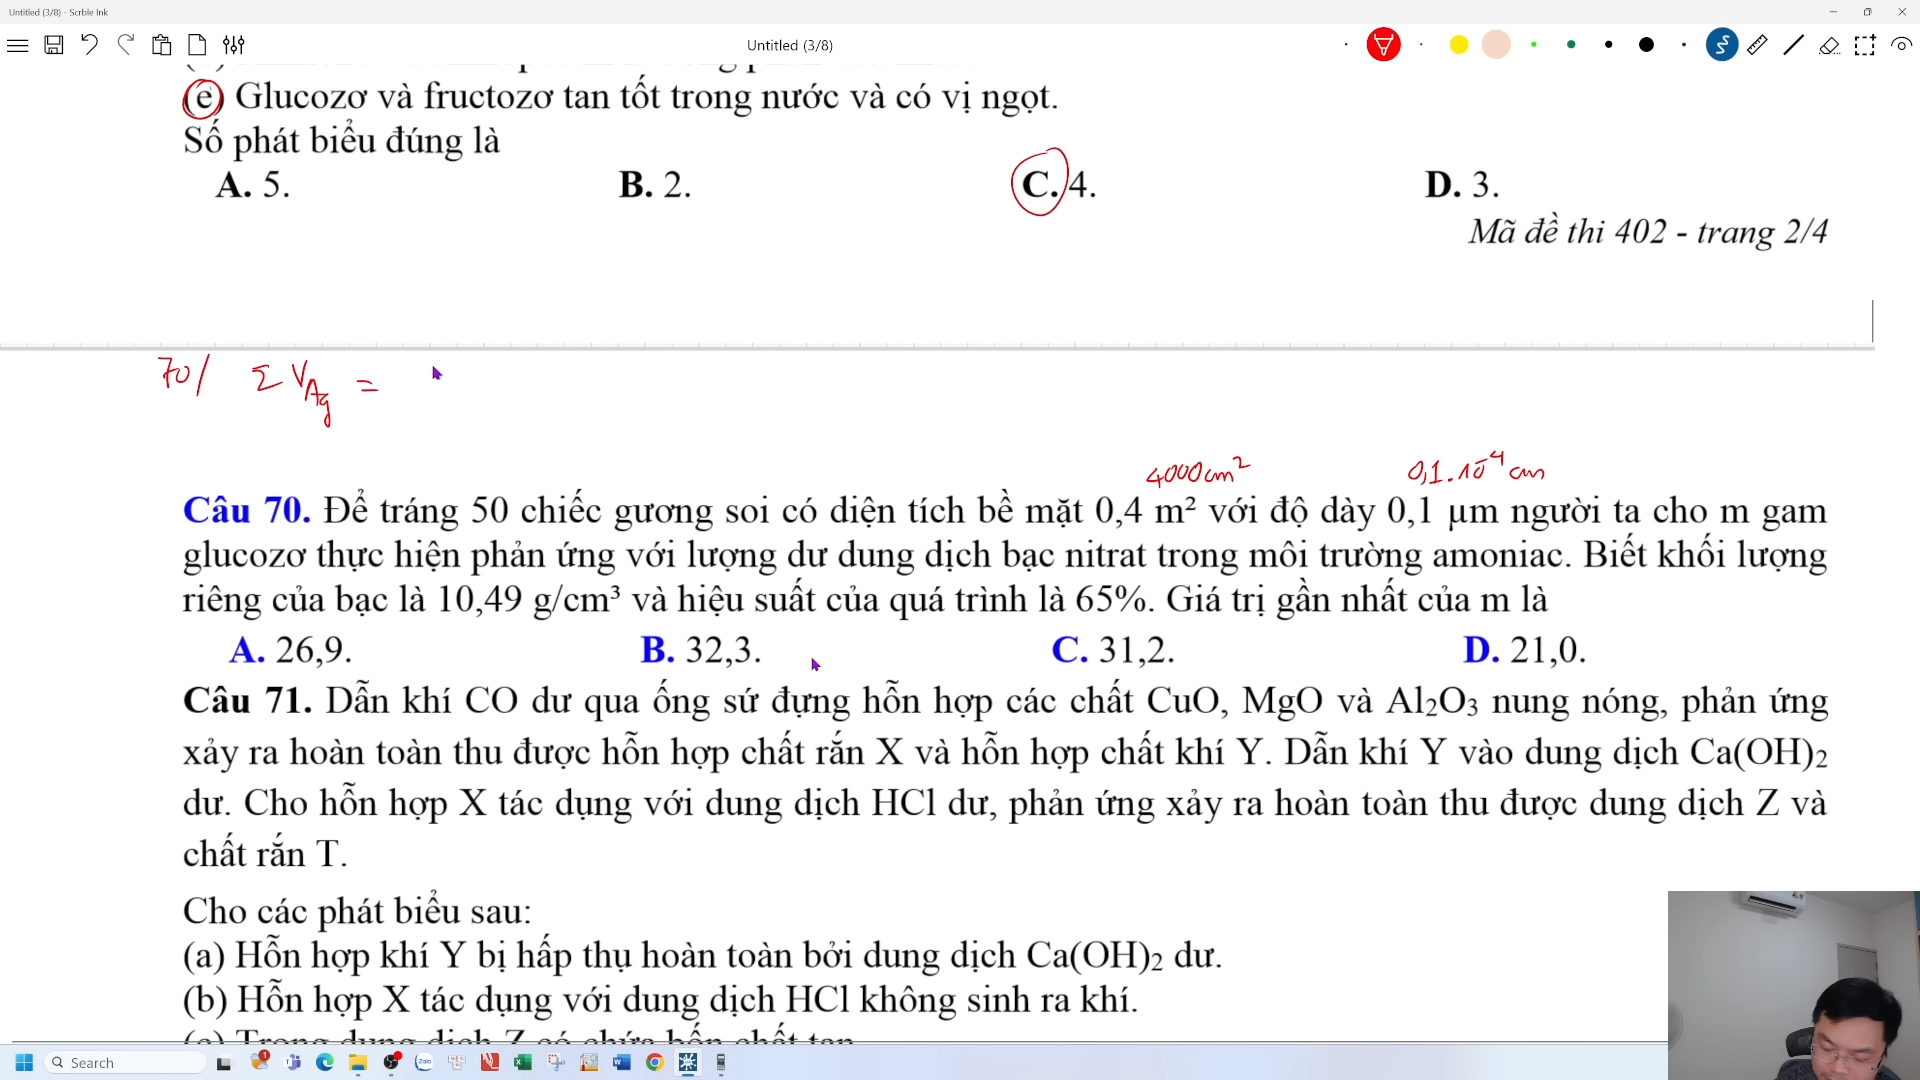 Untitled (3/8) - Scrble Ink
Untitled (3/8)
(e) Glucozơ và fructozơ tan tốt trong nước và có vị ngọt.
Số phát biểu đúng là
A. 5. B. 2. C. 4. D. 3.
Mã đề thi 402 - trang 2/4
70/ Σ V_Ag =
4000cm² 0,1.10⁻⁴ cm
Câu 70. Để tráng 50 chiếc gương soi có diện tích bề mặt 0,4 m² với độ dày 0,1 µm người ta cho m gam
glucozơ thực hiện phản ứng với lượng dư dung dịch bạc nitrat trong môi trường amoniac. Biết khối lượng
riêng của bạc là 10,49 g/cm³ và hiệu suất của quá trình là 65%. Giá trị gần nhất của m là
A. 26,9. B. 32,3. C. 31,2. D. 21,0.
Câu 71. Dẫn khí CO dư qua ống sứ đựng hỗn hợp các chất CuO, MgO và Al₂O₃ nung nóng, phản ứng
xảy ra hoàn toàn thu được hỗn hợp chất rắn X và hỗn hợp chất khí Y. Dẫn khí Y vào dung dịch Ca(OH)₂
dư. Cho hỗn hợp X tác dụng với dung dịch HCl dư, phản ứng xảy ra hoàn toàn thu được dung dịch Z và
chất rắn T.
Cho các phát biểu sau:
(a) Hỗn hợp khí Y bị hấp thụ hoàn toàn bởi dung dịch Ca(OH)₂ dư.
(b) Hỗn hợp X tác dụng với dung dịch HCl không sinh ra khí.
(c) Trong dung dịch Z có chứa bốn chất tan
Search